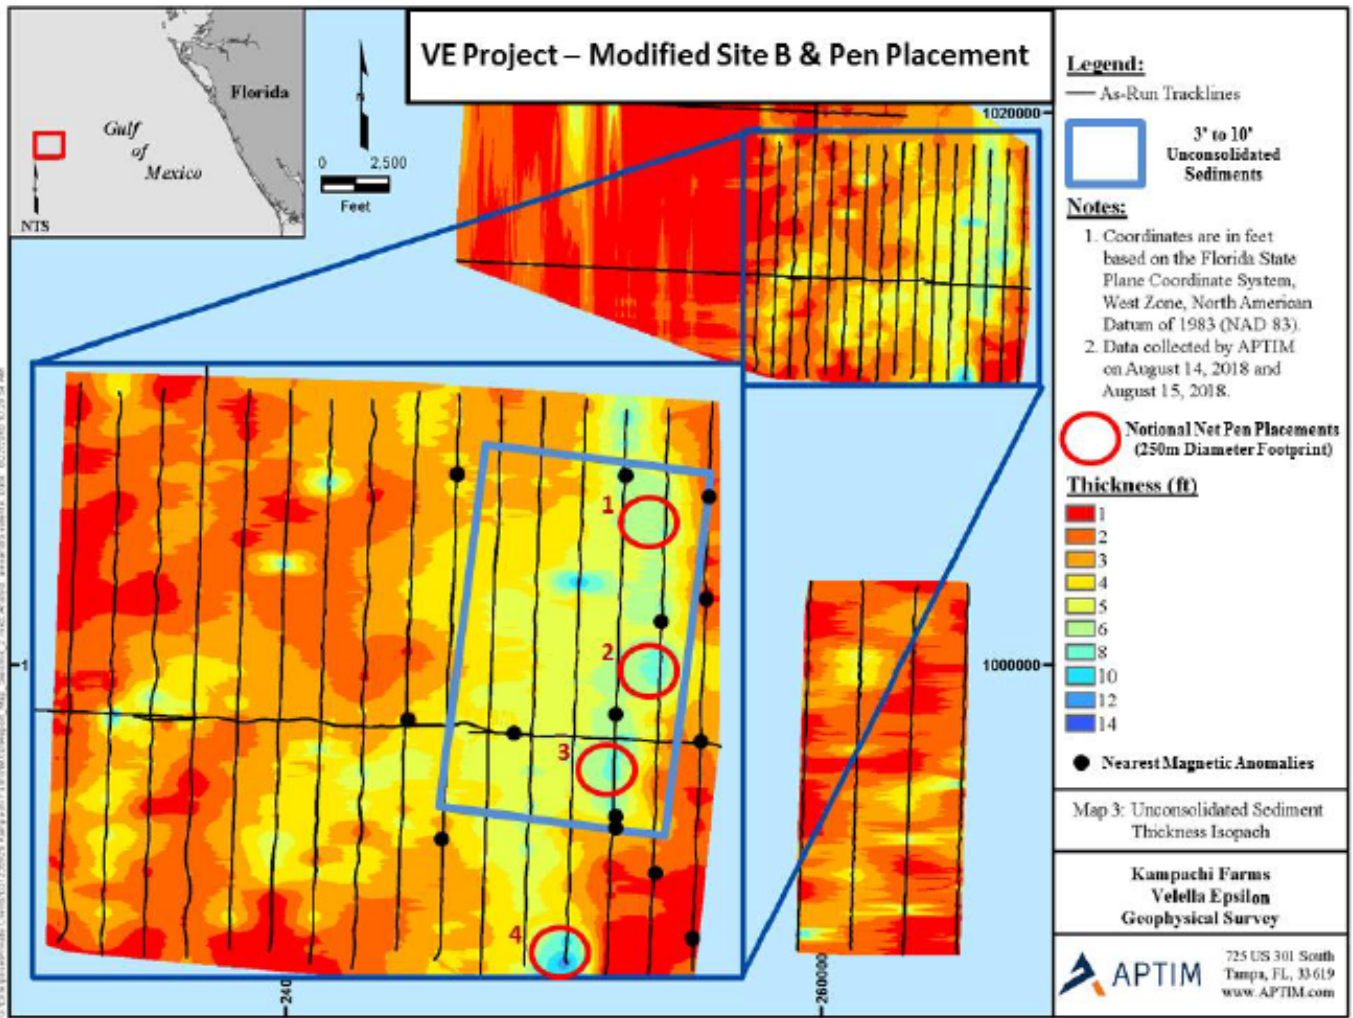 VE Project – Modified Site B & Pen Placement
Florida
Gulf
of
Mexico
NTS
N
0 2,500
Feet
1020000
1000000
1
240
260000
1
2
3
4
Legend:
As-Run Tracklines
3' to 10'
Unconsolidated
Sediments
Notes:
1. Coordinates are in feet
based on the Florida State
Plane Coordinate System,
West Zone, North American
Datum of 1983 (NAD 83).
2. Data collected by APTIM
on August 14, 2018 and
August 15, 2018.
Notional Net Pen Placements
(250m Diameter Footprint)
Thickness (ft)
1
2
3
4
5
6
8
10
12
14
Nearest Magnetic Anomalies
Map 3: Unconsolidated Sediment
Thickness Isopach
Kampachi Farms
Velella Epsilon
Geophysical Survey
APTIM
725 US 301 South
Tampa, FL, 33619
www.APTIM.com